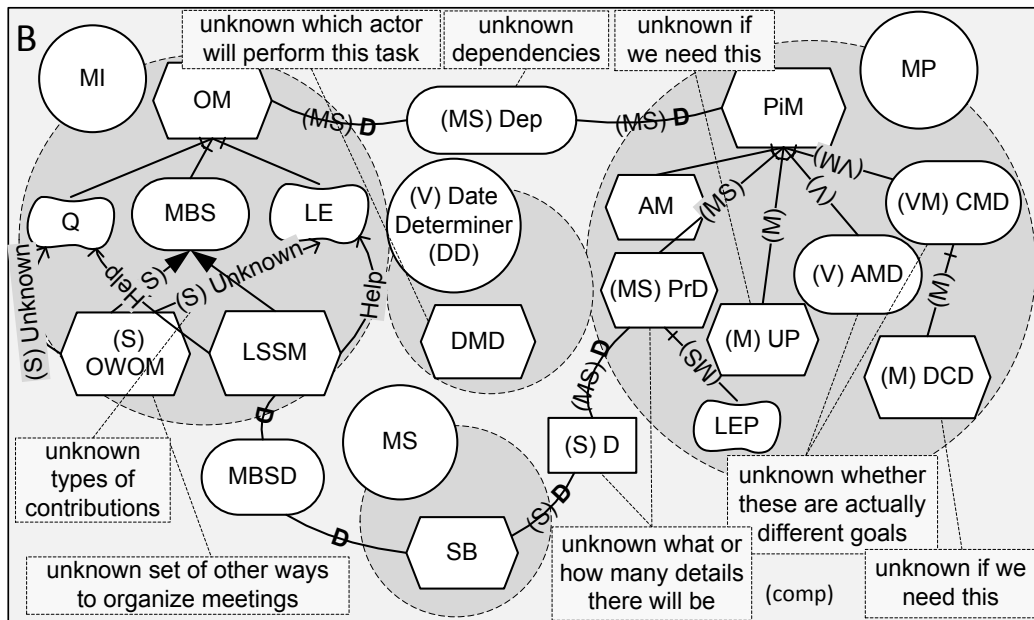 B
unknown which actor
will perform this task
unknown
dependencies
unknown if
we need this
MI
OM
(MS) D
(MS) Dep
(MS) D
PiM
MP
Q
MBS
LE
(V) Date
Determiner
(DD)
AM
(MS)
(M)
(V)
(VM)
(VM) CMD
(S) Unknown
Help
(S)
(S) Unknown
Help
(MS) PrD
(V) AMD
(M)
(S)
OWOM
LSSM
DMD
(M) UP
(M) DCD
(MS) D
(MS)
D
MS
(S) D
LEP
unknown
types of
contributions
MBSD
D
SB
(S) D
unknown whether
these are actually
different goals
unknown set of other ways
to organize meetings
unknown what or
how many details
there will be
(comp)
unknown if we
need this